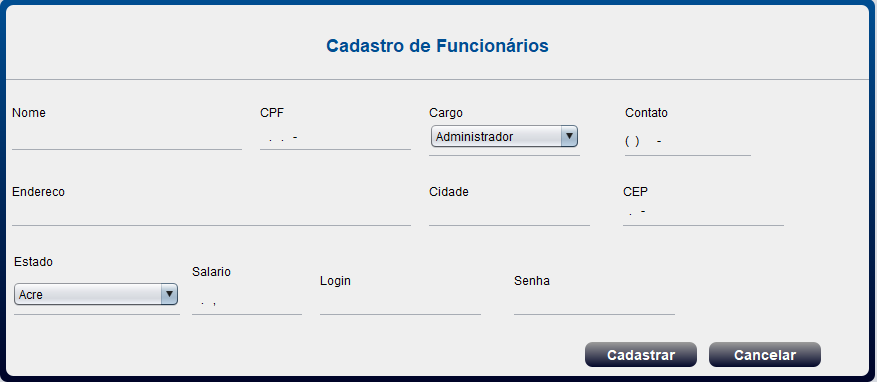 Cadastro de Funcionários
Nome CPF Cargo Contato
. . - Administrador ( ) -
Endereco Cidade CEP
. -
Estado Salario Login Senha
Acre . ,
Cadastrar Cancelar